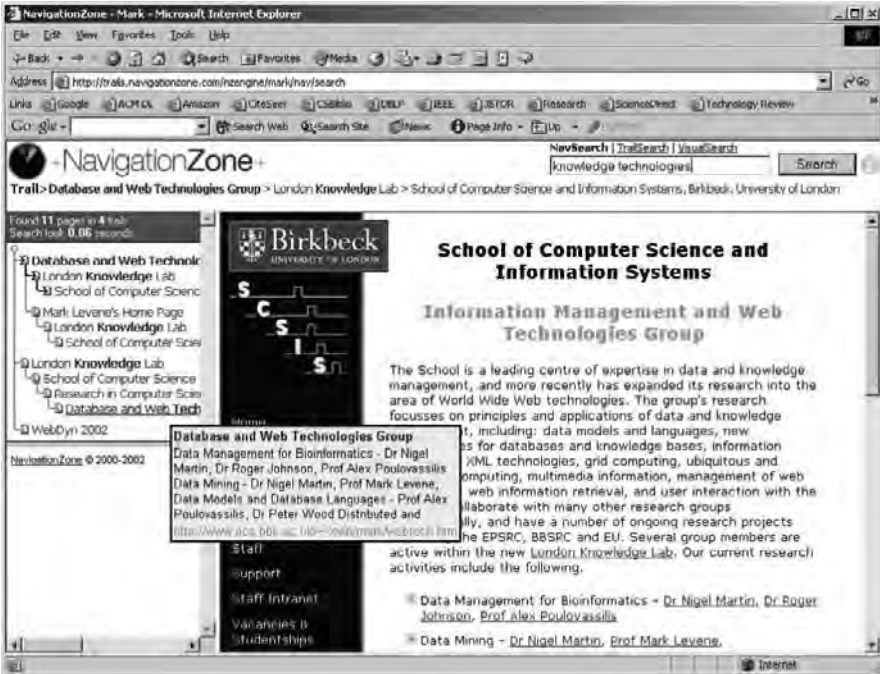 NavigationZone - Mark - Microsoft Internet Explorer
File Edit View Favorites Tools Help
Back Search Favorites Media
Address http://trails.navigationzone.com/nzengine/mark/nav/search Go
Links Google ACM DL Amazon CiteSeer CSBiblio DBLP IEEE JSTOR Research ScienceDirect Technology Review
Google Search Web Search Site News Page Info Up
NavSearch | TrailSearch | VisualSearch
NavigationZone knowledge technologies Search
Trail>Database and Web Technologies Group > London Knowledge Lab > School of Computer Science and Information Systems, Birkbeck, University of London
Found 11 pages in 4 trails
Search took 0.06 seconds
Database and Web Technolc
London Knowledge Lab
School of Computer Scienc
Mark Levene's Home Page
London Knowledge Lab
School of Computer Scie
London Knowledge Lab
School of Computer Science
Research in Computer Scie
Database and Web Tech
WebDyn 2002
NavigationZone © 2000-2002
Database and Web Technologies Group
Data Management for Bioinformatics - Dr Nigel
Martin, Dr Roger Johnson, Prof Alex Poulovassilis
Data Mining - Dr Nigel Martin, Prof Mark Levene,
Data Models and Database Languages - Prof Alex
Poulovassilis, Dr Peter Wood Distributed and
Birkbeck
UNIVERSITY OF LONDON
S
C
S
I
S
Home
Staff
Support
Staff Intranet
Vacancies &
Studentships
School of Computer Science and
Information Systems
Information Management and Web
Technologies Group
The School is a leading centre of expertise in data and knowledge
management, and more recently has expanded its research into the
area of World Wide Web technologies. The group's research
focusses on principles and applications of data and knowledge
t, including: data models and languages, new
es for databases and knowledge bases, information
XML technologies, grid computing, ubiquitous and
omputing, multimedia information, management of web
web information retrieval, and user interaction with the
llaborate with many other research groups
lly, and have a number of ongoing research projects
he EPSRC, BBSRC and EU. Several group members are
active within the new London Knowledge Lab. Our current research
activities include the following.
Data Management for Bioinformatics - Dr Nigel Martin, Dr Roger
Johnson, Prof Alex Poulovassilis
Data Mining - Dr Nigel Martin, Prof Mark Levene,
Internet